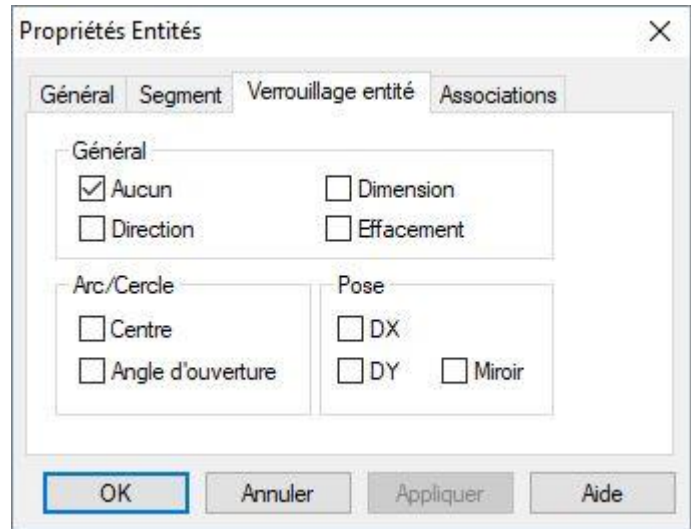 Propriétés Entités
Général Segment Verrouillage entité Associations
Général
Aucun Dimension
Direction Effacement
Arc/Cercle Pose
Centre DX
Angle d'ouverture DY Miroir
OK Annuler Appliquer Aide